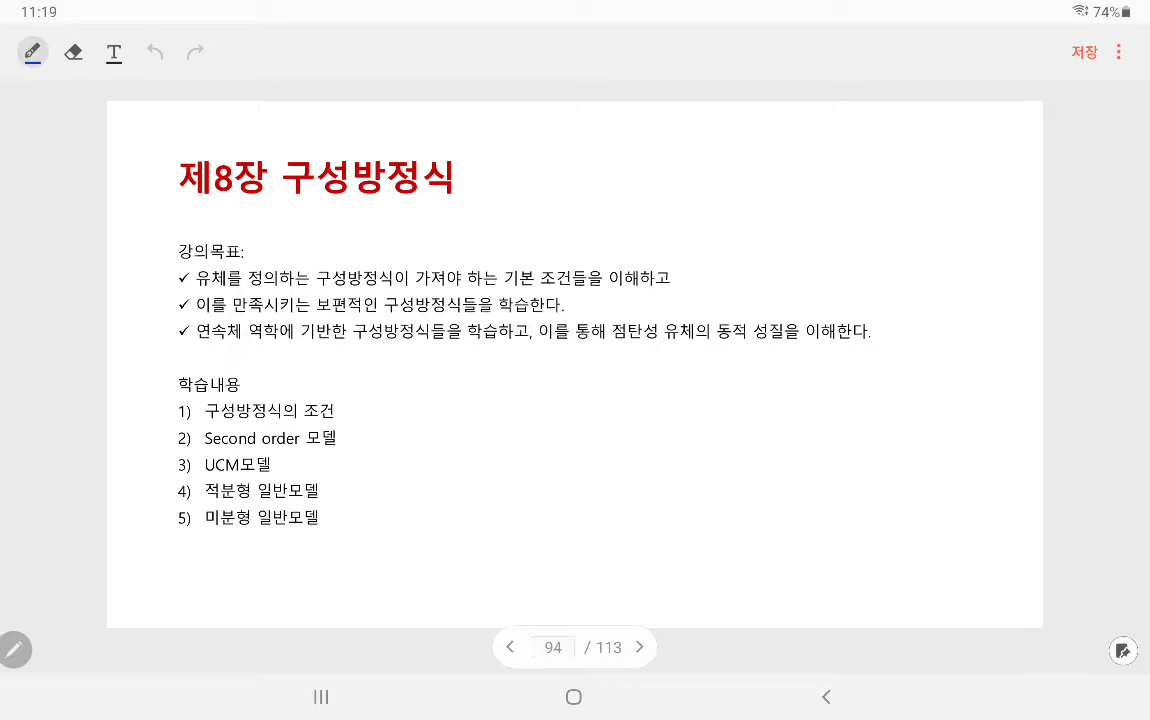 11:19
74%
T
저장
제8장 구성방정식
강의목표:
✓ 유체를 정의하는 구성방정식이 가져야 하는 기본 조건들을 이해하고
✓ 이를 만족시키는 보편적인 구성방정식들을 학습한다.
✓ 연속체 역학에 기반한 구성방정식들을 학습하고, 이를 통해 점탄성 유체의 동적 성질을 이해한다.
학습내용
1) 구성방정식의 조건
2) Second order 모델
3) UCM모델
4) 적분형 일반모델
5) 미분형 일반모델
94 / 113